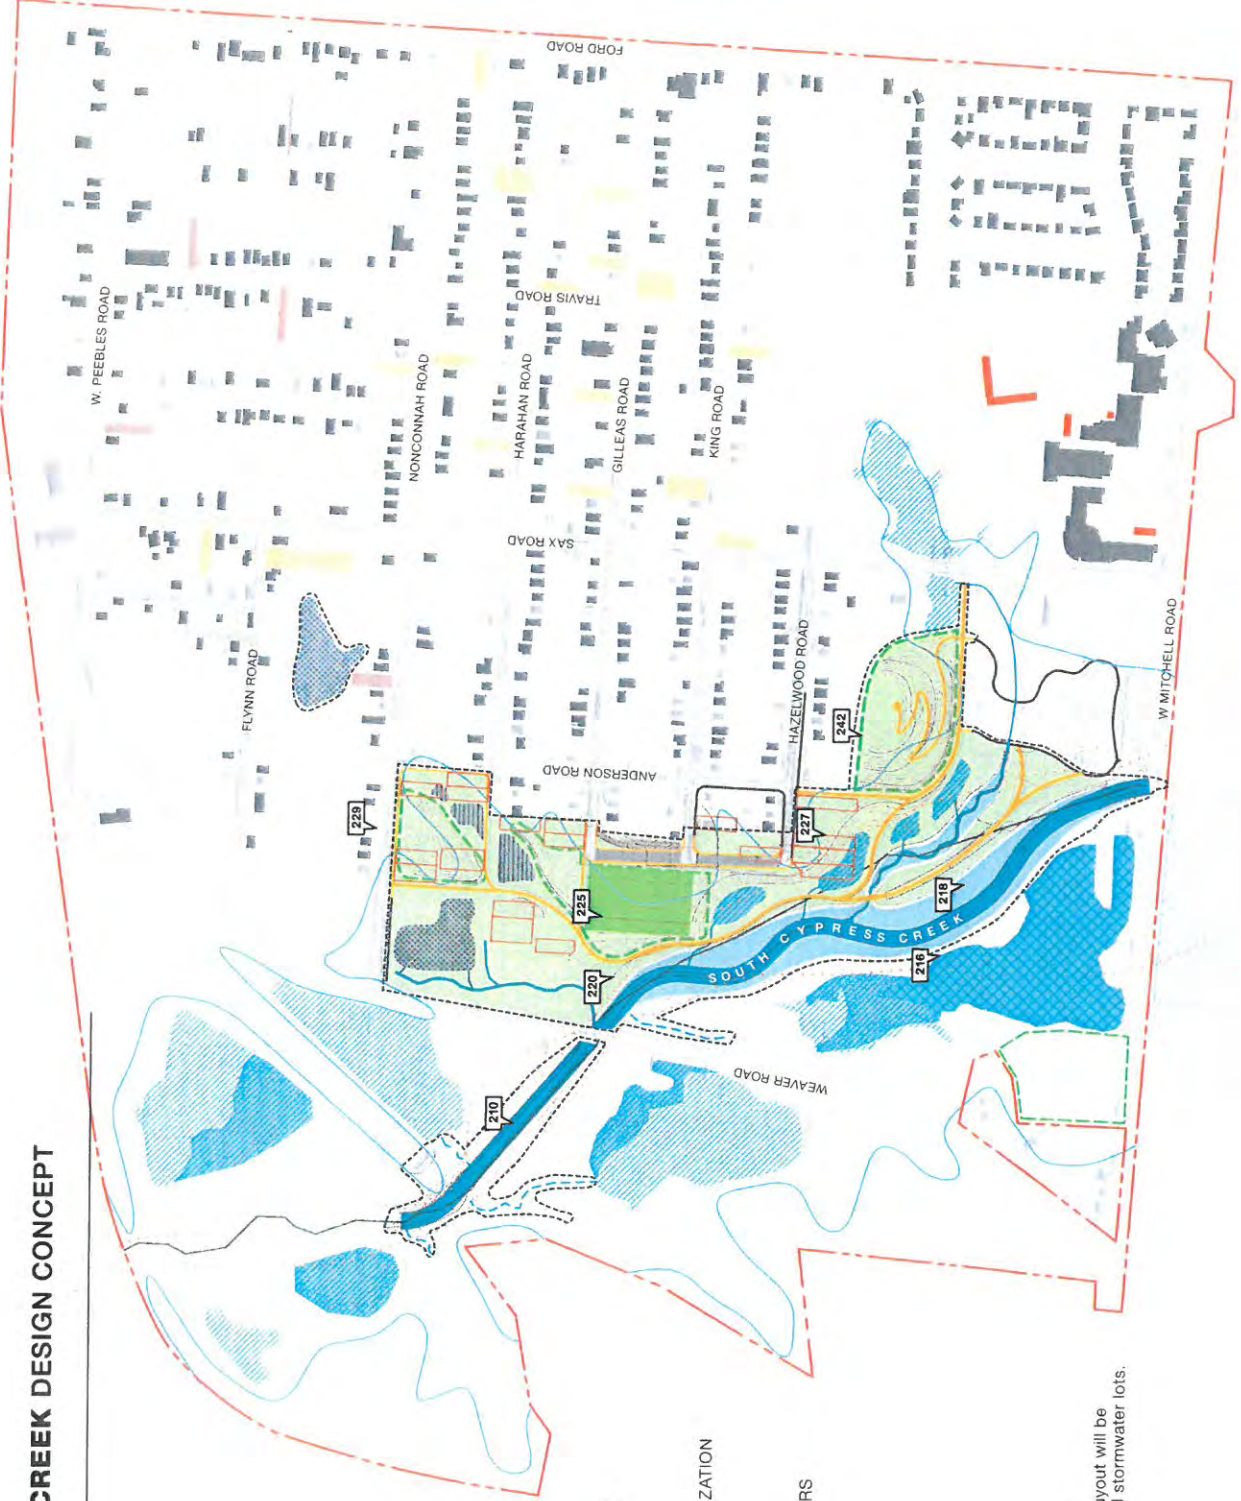 CREEK DESIGN CONCEPT
W. PEEBLES ROAD
FORD ROAD
NONCONNAH ROAD
HARAHAN ROAD
TRAVIS ROAD
GILLEAS ROAD
KING ROAD
SAX ROAD
FLYNN ROAD
HAZELWOOD ROAD
ANDERSON ROAD
W MITCHELL ROAD
WEAVER ROAD
SOUTH CYPRESS CREEK
229
242
227
225
218
216
220
210
ZATION
RS
yout will be
stormwater lots.